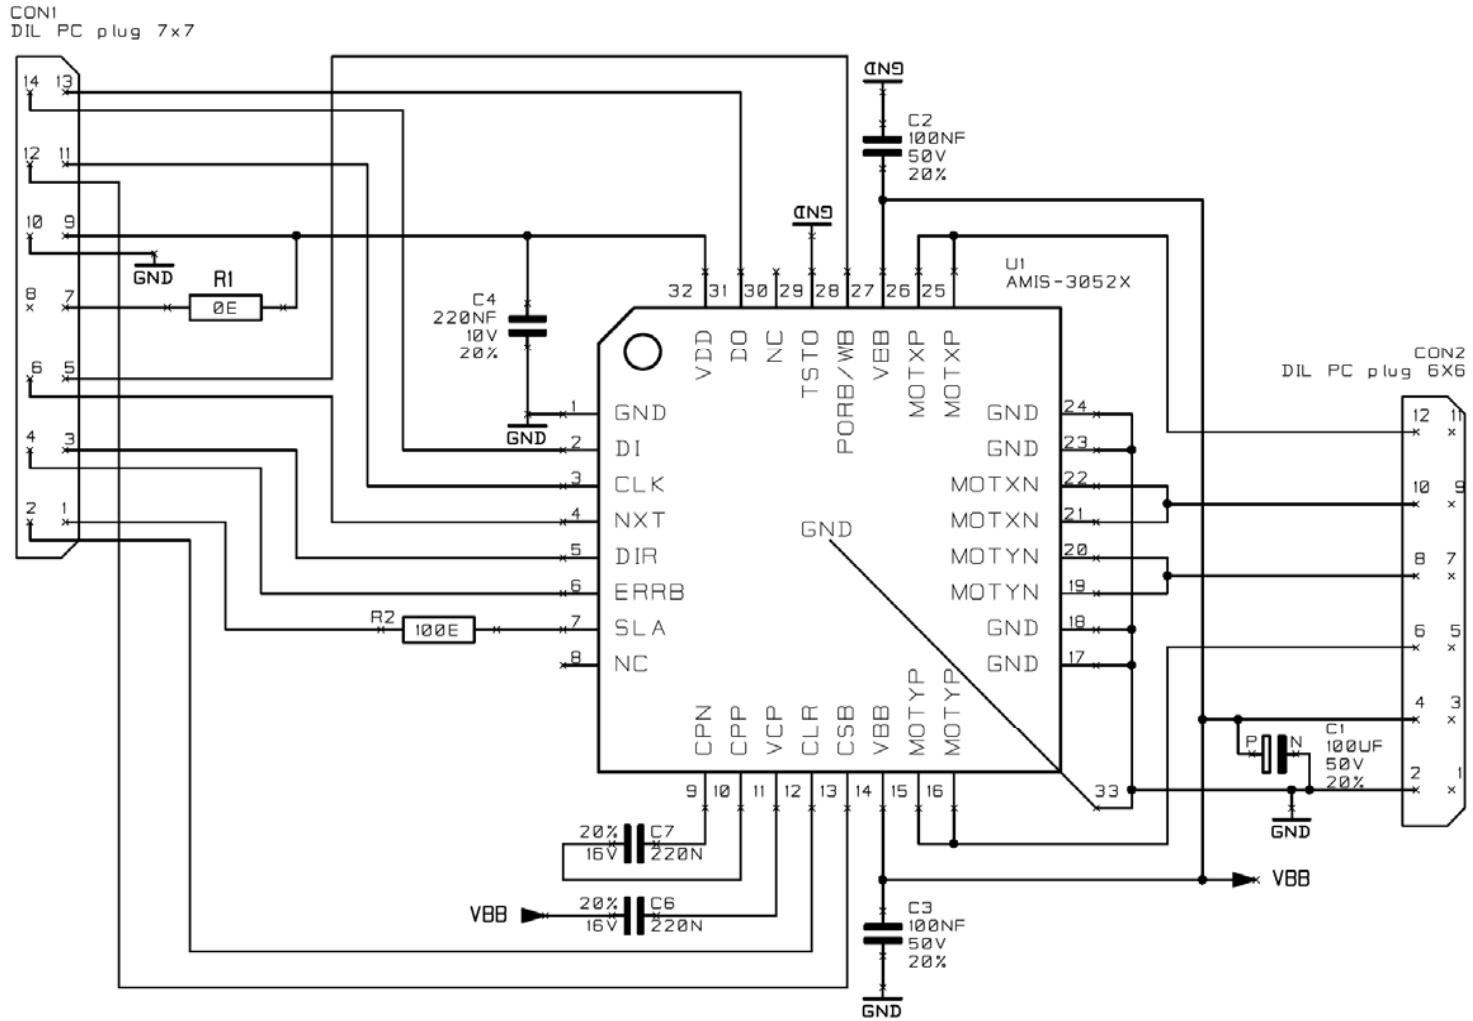 CON1
DIL PC plug 7x7
14 13
12 11
10 9
8 7
6 5
4 3
2 1
GND
R1
0E
C4
220NF
10V
20%
GND
GND
GND
C2
100NF
50V
20%
U1
AMIS-3052X
32 31 30 29 28 27 26 25
VDD
DO
NC
TSTO
PORB/WB
VBB
MOTXP
MOTXP
1 GND
2 DI
3 CLK
4 NXT
5 DIR
6 ERRB
7 SLA
8 NC
R2
100E
GND
GND 24
GND 23
MOTXN 22
MOTXN 21
MOTYN 20
MOTYN 19
GND 18
GND 17
CPN
CPP
VCP
CLR
CSB
VBB
MOTYP
MOTYP
9 10 11 12 13 14 15 16 33
CON2
DIL PC plug 6X6
12 11
10 9
8 7
6 5
4 3
2 1
P N
C1
100UF
50V
20%
GND
VBB
20% C7
16V 220N
VBB
20% C6
16V 220N
C3
100NF
50V
20%
GND